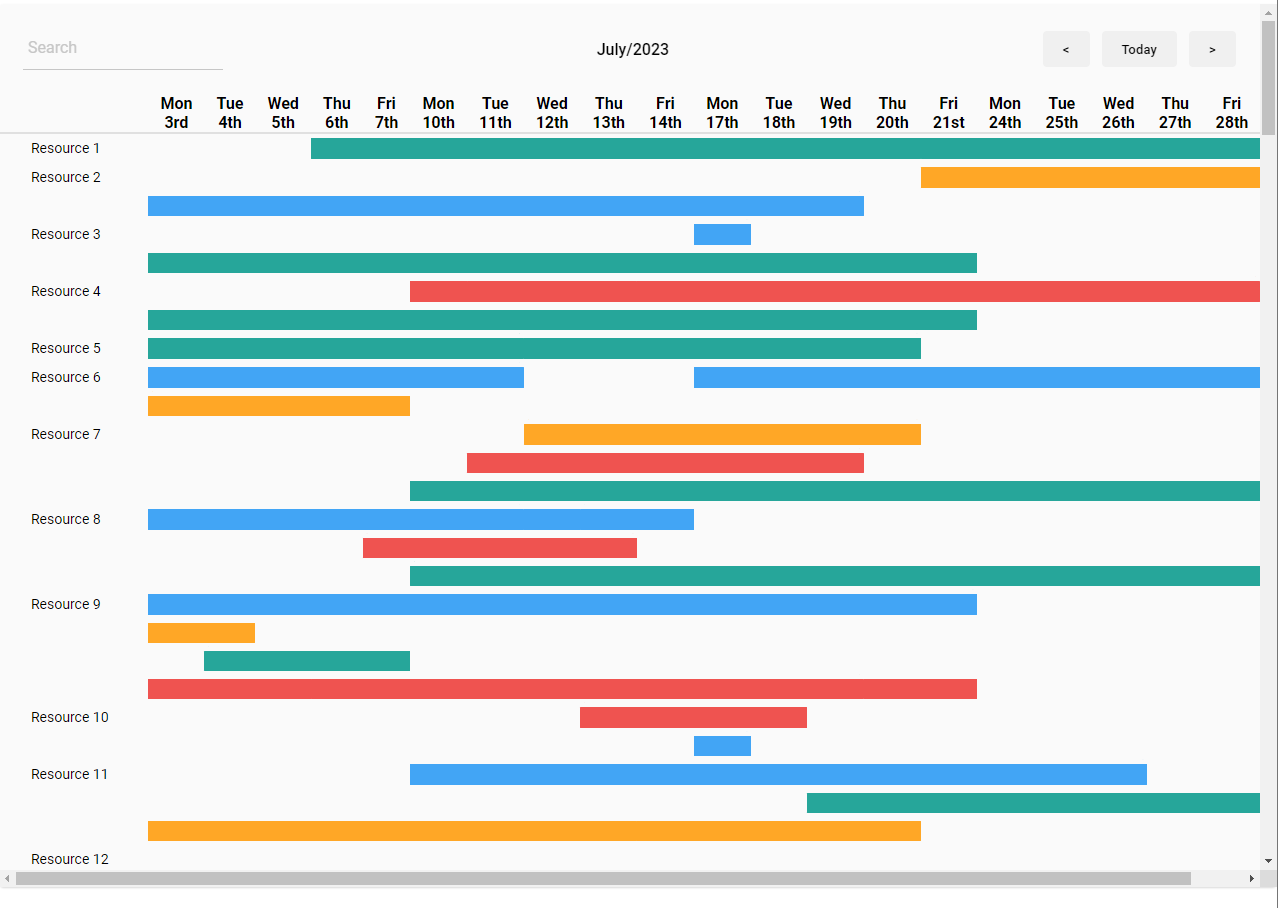 Search
July/2023
< Today >
Mon Tue Wed Thu Fri Mon Tue Wed Thu Fri Mon Tue Wed Thu Fri Mon Tue Wed Thu Fri
3rd 4th 5th 6th 7th 10th 11th 12th 13th 14th 17th 18th 19th 20th 21st 24th 25th 26th 27th 28th
Resource 1
Resource 2
Resource 3
Resource 4
Resource 5
Resource 6
Resource 7
Resource 8
Resource 9
Resource 10
Resource 11
Resource 12